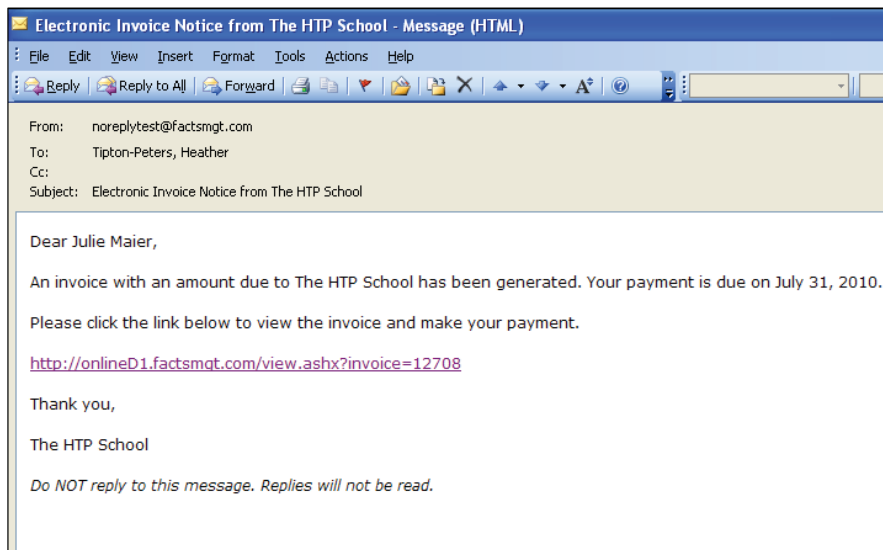 Electronic Invoice Notice from The HTP School - Message (HTML)
File Edit View Insert Format Tools Actions Help
Reply Reply to All Forward A
From: noreplytest@factsmgt.com
To: Tipton-Peters, Heather
Cc:
Subject: Electronic Invoice Notice from The HTP School
Dear Julie Maier,
An invoice with an amount due to The HTP School has been generated. Your payment is due on July 31, 2010.
Please click the link below to view the invoice and make your payment.
http://onlineD1.factsmgt.com/view.ashx?invoice=12708
Thank you,
The HTP School
Do NOT reply to this message. Replies will not be read.